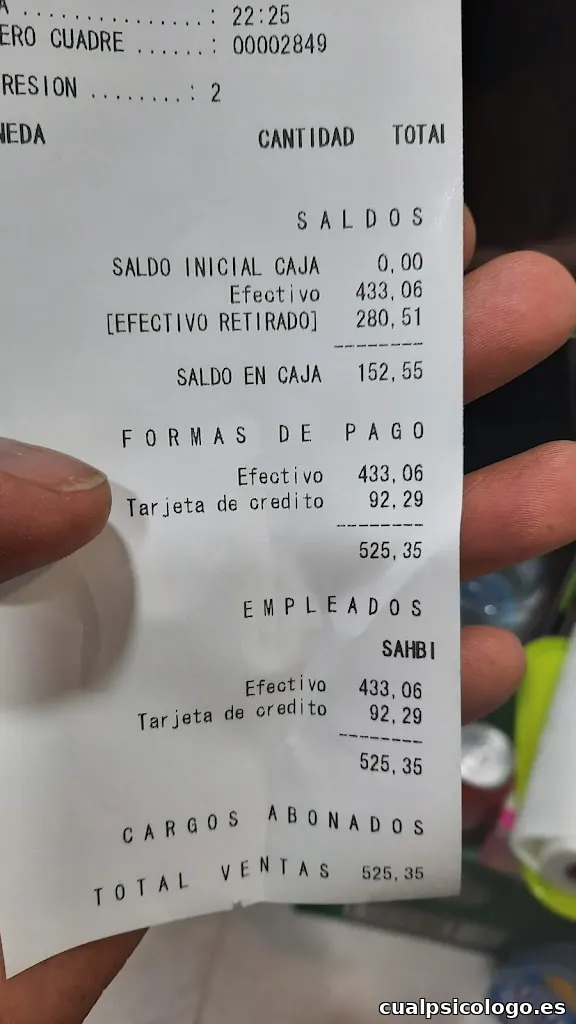 A ...............: 22:25
ERO CUADRE ......: 00002849
RESION ........: 2
NEDA CANTIDAD TOTAL
SALDOS
SALDO INICIAL CAJA 0,00
Efectivo 433,06
[EFECTIVO RETIRADO] 280,51
--------
SALDO EN CAJA 152,55
FORMAS DE PAGO
Efectivo 433,06
Tarjeta de credito 92,29
--------
525,35
EMPLEADOS
SAHBI
Efectivo 433,06
Tarjeta de credito 92,29
--------
525,35
CARGOS ABONADOS
TOTAL VENTAS 525,35
cualpsicologo.es